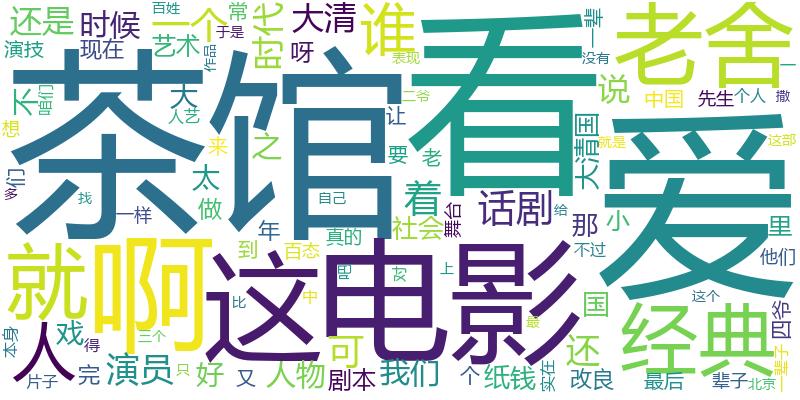 还是
时候
一个
百姓
于是
常
时代
大清
呀
谁
看
一辈
没有
老舍
演技
现在
艺术
作品
表现
不
咱们
大
人艺
二爷
让
说
中国
先生
个人
一
撒
想
们
多
茶馆
来
之
太
做
要
老
着
大清国
就是
这部
爱
一样
找
年
自己
真的
社会
舞台
话剧
给
那
小
里
不过
他们
就
啊
这
电影
到
百态
比
中
上
国
这个
经典
四爷
人
戏
本身
得
三个
演员
只
好
可
最
还
片子
完
又
人物
剧本
我们
个
纸钱
实在
改良
最后
辈子
北京
一辈子